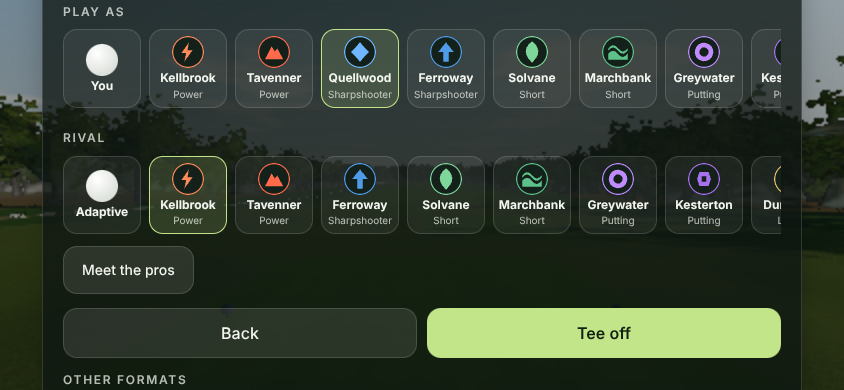 PLAY AS
You
Kellbrook
Power
Tavenner
Power
Quellwood
Sharpshooter
Ferroway
Sharpshooter
Solvane
Short
Marchbank
Short
Greywater
Putting
RIVAL
Adaptive
Kellbrook
Power
Tavenner
Power
Ferroway
Sharpshooter
Solvane
Short
Marchbank
Short
Greywater
Putting
Kesterton
Putting
Meet the pros
Back
Tee off
OTHER FORMATS